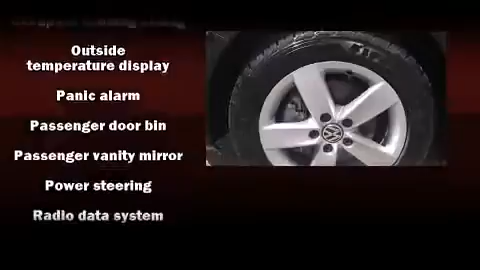 Outside
temperature display
Panic alarm
Passenger door bin
Passenger vanity mirror
Power steering
Radio data system